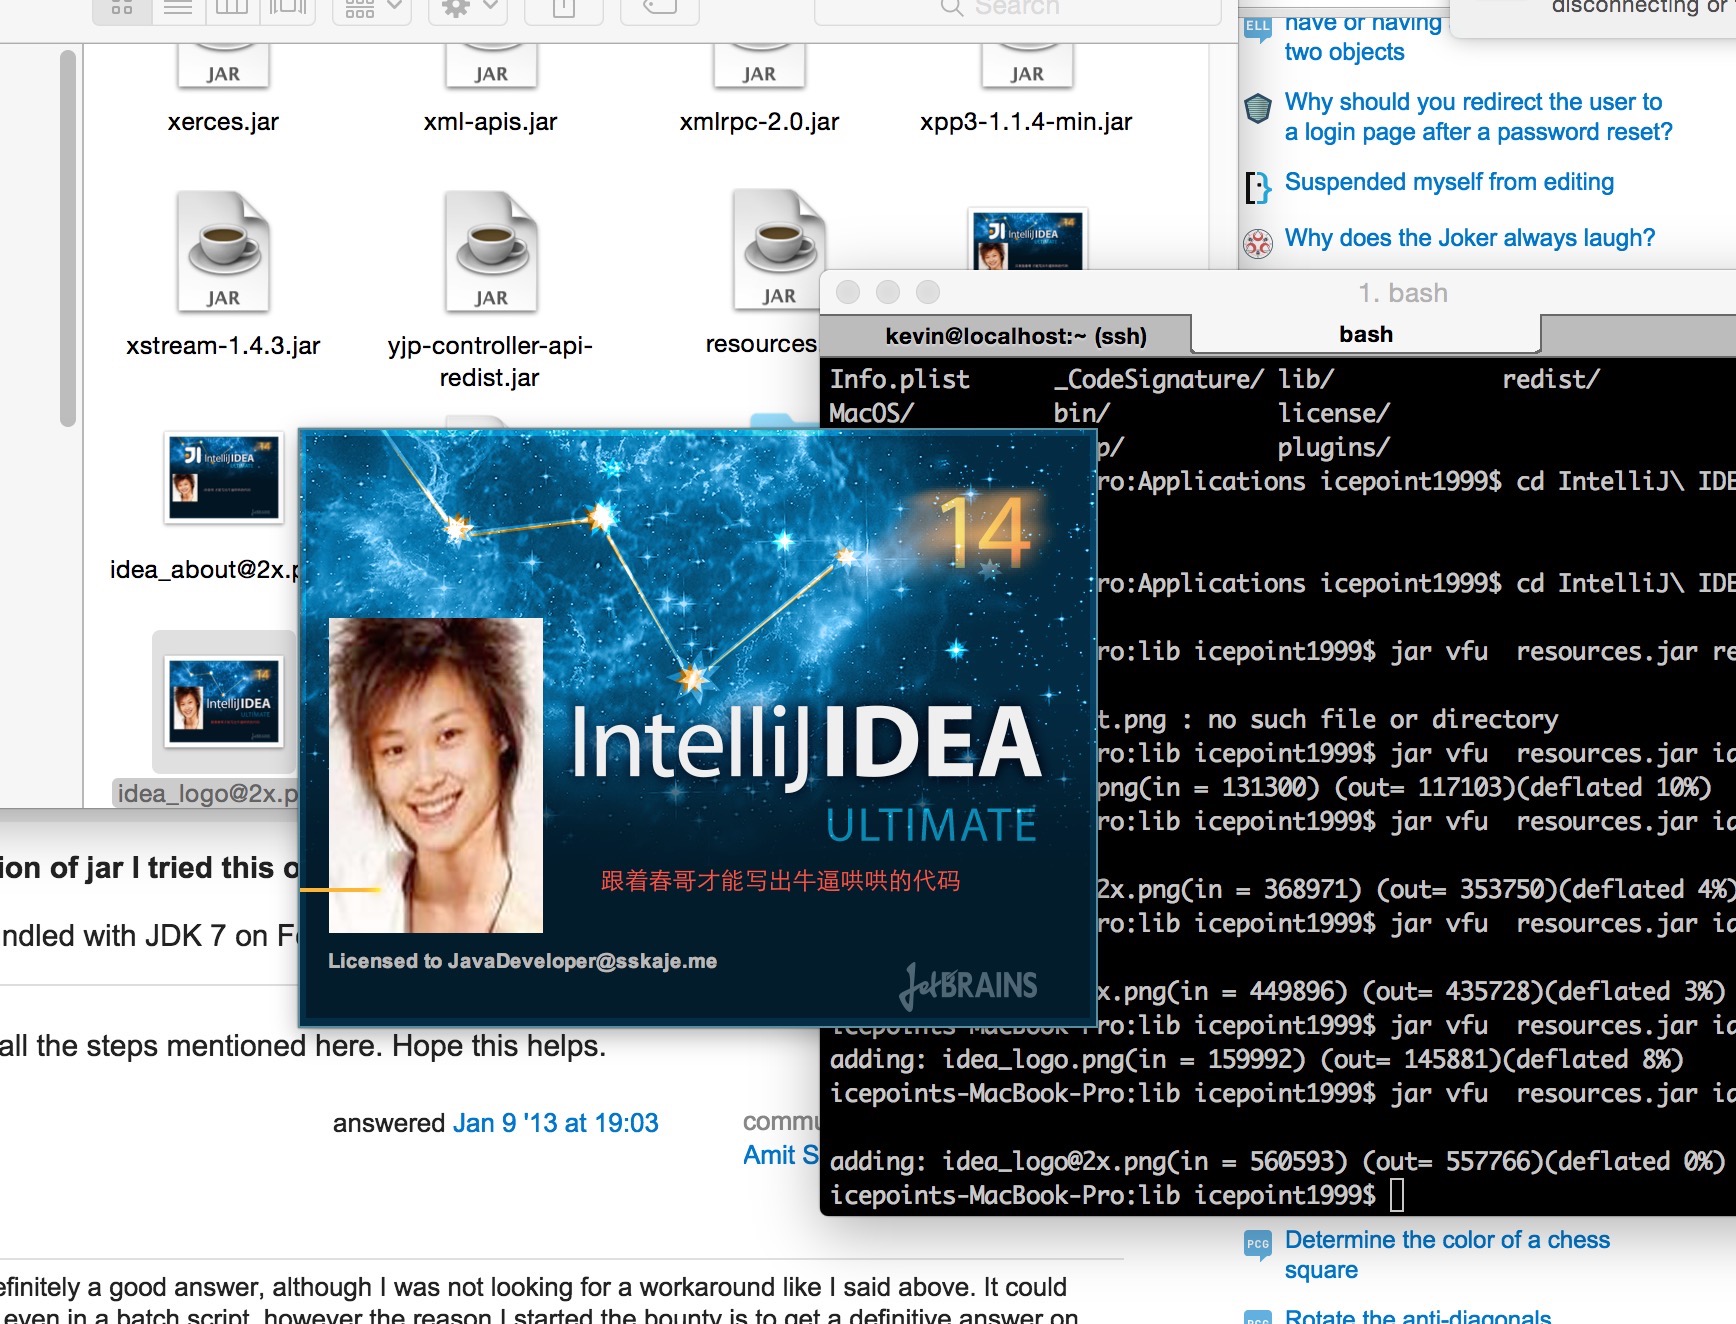 Search
disconnecting or
have or having
two objects
Why should you redirect the user to
a login page after a password reset?
Suspended myself from editing
Why does the Joker always laugh?
ELL
JAR
JAR
JAR
JAR
xerces.jar
xml-apis.jar
xmlrpc-2.0.jar
xpp3-1.1.4-min.jar
JAR
JAR
JAR
IntelliJIDEA
xstream-1.4.3.jar
yjp-controller-api-
redist.jar
resources.
14
IntelliJIDEA
ULTIMATE
idea_about@2x.p
14
IntelliJIDEA
ULTIMATE
idea_logo@2x.p
1. bash
kevin@localhost:~ (ssh)
bash
Info.plist _CodeSignature/ lib/ redist/
MacOS/ bin/ license/
p/ plugins/
ro:Applications icepoint1999$ cd IntelliJ\ IDE
ro:Applications icepoint1999$ cd IntelliJ\ IDE
ro:lib icepoint1999$ jar vfu resources.jar re
t.png : no such file or directory
ro:lib icepoint1999$ jar vfu resources.jar id
png(in = 131300) (out= 117103)(deflated 10%)
ro:lib icepoint1999$ jar vfu resources.jar id
2x.png(in = 368971) (out= 353750)(deflated 4%)
ro:lib icepoint1999$ jar vfu resources.jar id
x.png(in = 449896) (out= 435728)(deflated 3%)
icepoints-MacBook-Pro:lib icepoint1999$ jar vfu resources.jar id
adding: idea_logo.png(in = 159992) (out= 145881)(deflated 8%)
icepoints-MacBook-Pro:lib icepoint1999$ jar vfu resources.jar id
adding: idea_logo@2x.png(in = 560593) (out= 557766)(deflated 0%)
icepoints-MacBook-Pro:lib icepoint1999$
14
IntelliJIDEA
ULTIMATE
跟着春哥才能写出牛逼哄哄的代码
Licensed to JavaDeveloper@sskaje.me
JetBRAINS
ion of jar I tried this o
ndled with JDK 7 on Fe
all the steps mentioned here. Hope this helps.
answered Jan 9 '13 at 19:03
commu
Amit S
efinitely a good answer, although I was not looking for a workaround like I said above. It could
even in a batch script, however the reason I started the bounty is to get a definitive answer on
PCG
Determine the color of a chess
square
PCG
Rotate the anti-diagonals